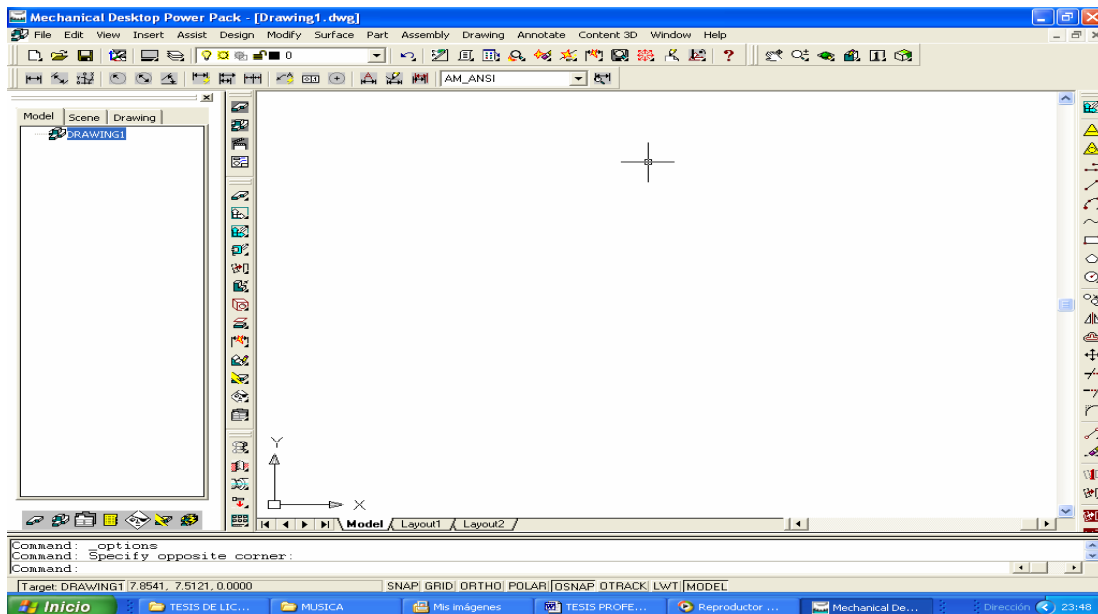 Mechanical Desktop Power Pack - [Drawing1.dwg]
File Edit View Insert Assist Design Modify Surface Part Assembly Drawing Annotate Content 3D Window Help
0
AM_ANSI
Model Scene Drawing
DRAWING1
Y
X
Model Layout1 Layout2
Command: _options
Command: Specify opposite corner:
Command:
Target: DRAWING1 7.8541, 7.5121, 0.0000 SNAP GRID ORTHO POLAR OSNAP OTRACK LWT MODEL
Inicio TESIS DE LIC... MUSICA Mis imágenes TESIS PROFE... Reproductor ... Mechanical De... Dirección 23:48